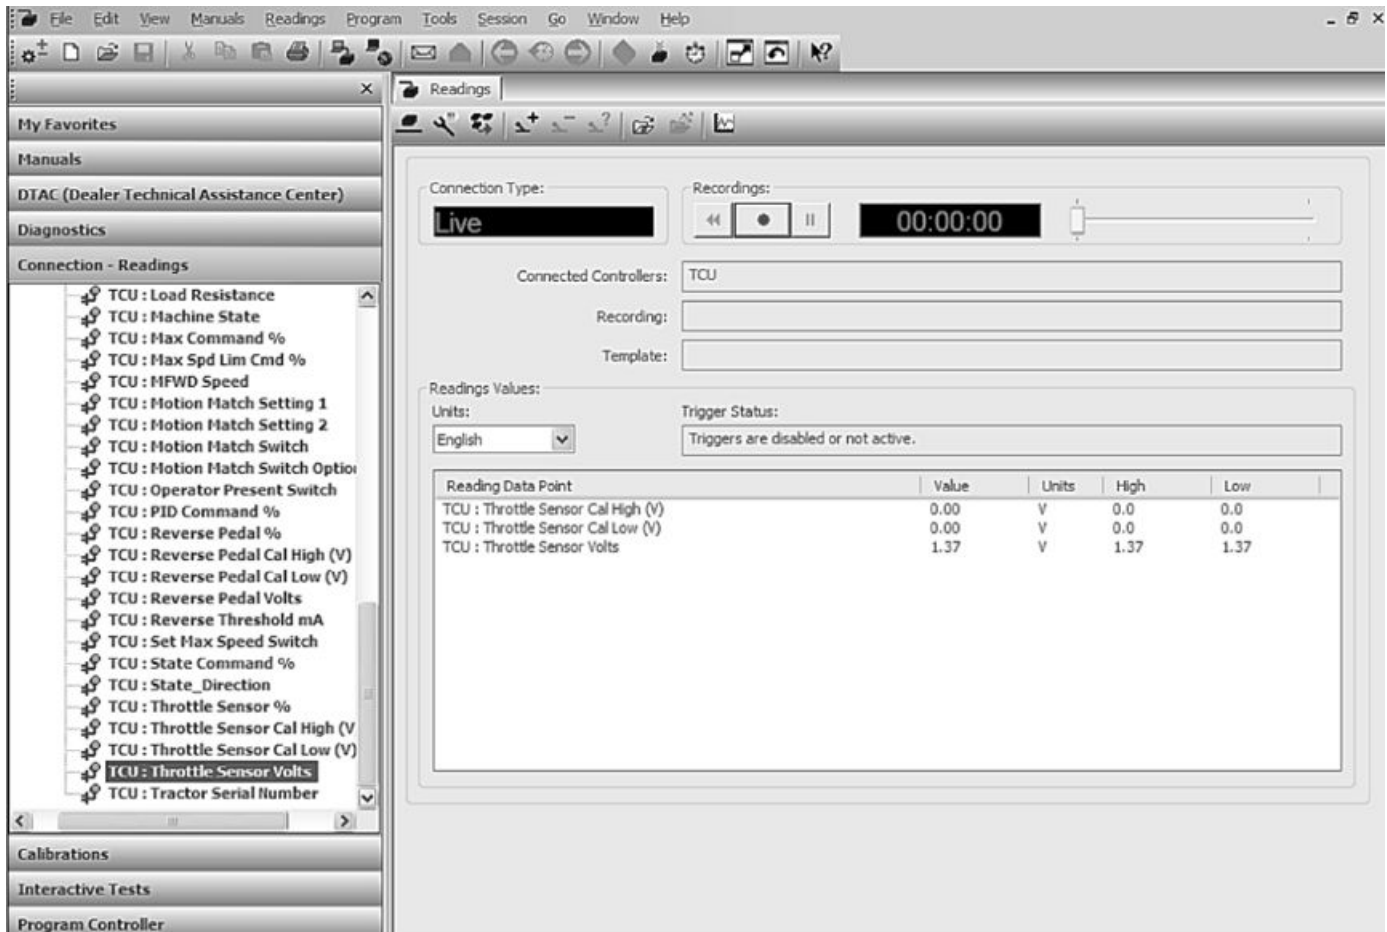 File Edit View Manuals Readings Program Tools Session Go Window Help
Readings
My Favorites
Manuals
DTAC (Dealer Technical Assistance Center)
Diagnostics
Connection - Readings
TCU : Load Resistance
TCU : Machine State
TCU : Max Command %
TCU : Max Spd Lim Cmd %
TCU : MFWD Speed
TCU : Motion Match Setting 1
TCU : Motion Match Setting 2
TCU : Motion Match Switch
TCU : Motion Match Switch Option
TCU : Operator Present Switch
TCU : PID Command %
TCU : Reverse Pedal %
TCU : Reverse Pedal Cal High (V)
TCU : Reverse Pedal Cal Low (V)
TCU : Reverse Pedal Volts
TCU : Reverse Threshold mA
TCU : Set Max Speed Switch
TCU : State Command %
TCU : State_Direction
TCU : Throttle Sensor %
TCU : Throttle Sensor Cal High (V
TCU : Throttle Sensor Cal Low (V)
TCU : Throttle Sensor Volts
TCU : Tractor Serial Number
Calibrations
Interactive Tests
Program Controller
Connection Type:
Live
Recordings:
00:00:00
Connected Controllers: TCU
Recording:
Template:
Readings Values:
Units:
English
Trigger Status:
Triggers are disabled or not active.
Reading Data Point Value Units High Low
TCU : Throttle Sensor Cal High (V) 0.00 V 0.0 0.0
TCU : Throttle Sensor Cal Low (V) 0.00 V 0.0 0.0
TCU : Throttle Sensor Volts 1.37 V 1.37 1.37